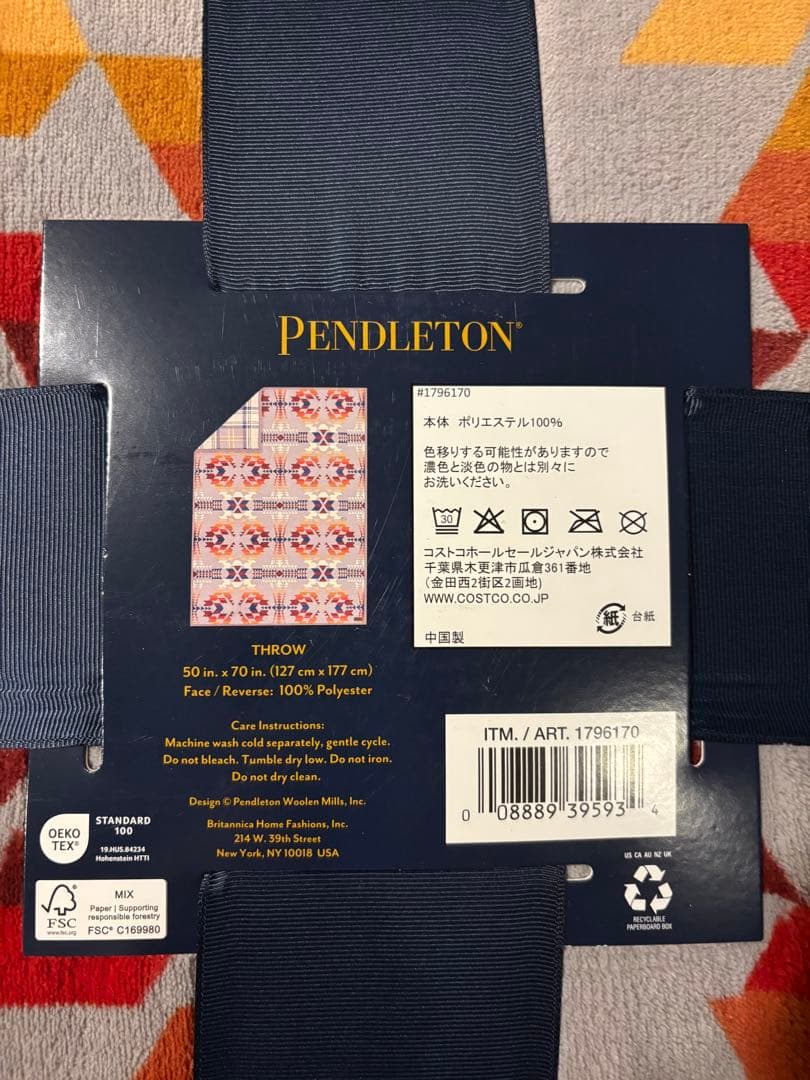 PENDLETON®
#1796170
本体 ポリエステル100%
色移りする可能性がありますので
濃色と淡色の物とは別々に
お洗いください。
30
コストコホールセールジャパン株式会社
千葉県木更津市瓜倉361番地
(金田西2街区2画地)
WWW.COSTCO.CO.JP
紙 台紙
中国製
THROW
50 in. x 70 in. (127 cm x 177 cm)
Face / Reverse: 100% Polyester
Care Instructions:
Machine wash cold separately, gentle cycle.
Do not bleach. Tumble dry low. Do not iron.
Do not dry clean.
Design © Pendleton Woolen Mills, Inc.
Britannica Home Fashions, Inc.
214 W. 39th Street
New York, NY 10018 USA
ITM. / ART. 1796170
0 08889 39593 4
OEKO
TEX®
STANDARD
100
19.HUS.84234
Hohenstein HTTI
FSC
www.fsc.org
MIX
Paper | Supporting
responsible forestry
FSC® C169980
US CA AU NZ UK
RECYCLABLE
PAPERBOARD BOX